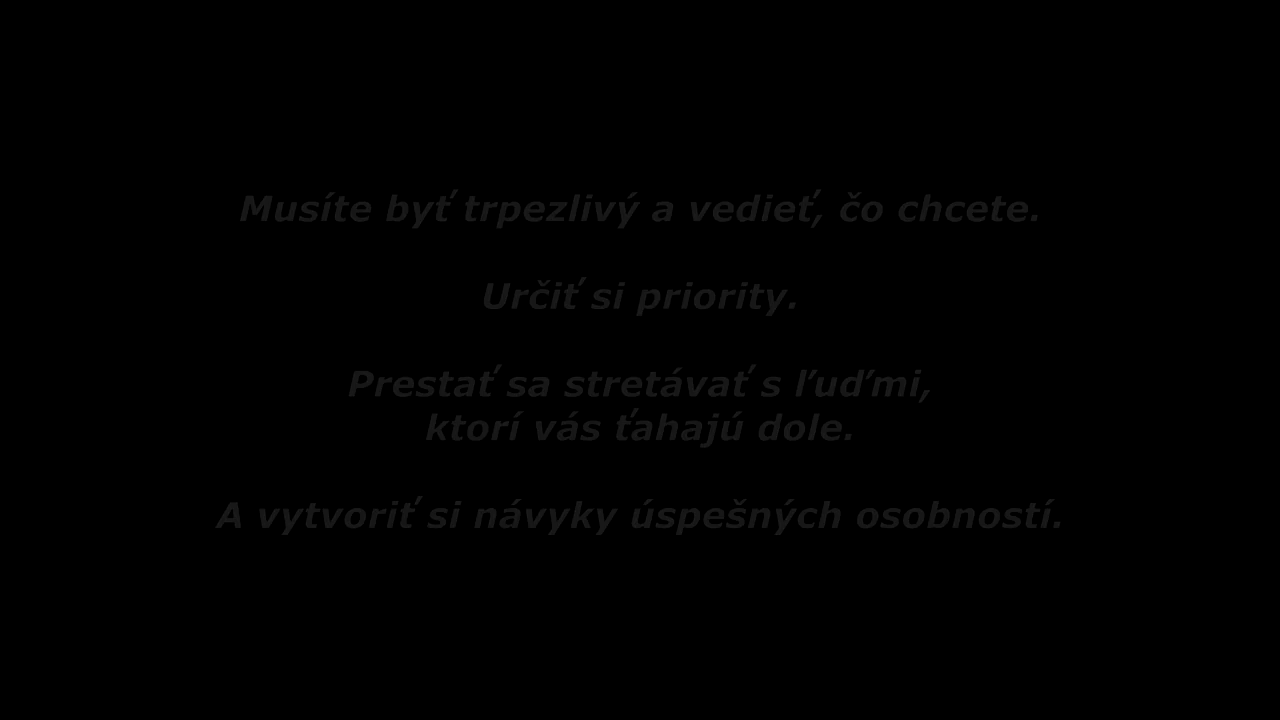 Musíte byť trpezlivý a vedieť, čo chcete.
Určiť si priority.
Prestať sa stretávať s ľuďmi,
ktorí vás ťahajú dole.
A vytvoriť si návyky úspešných osobností.